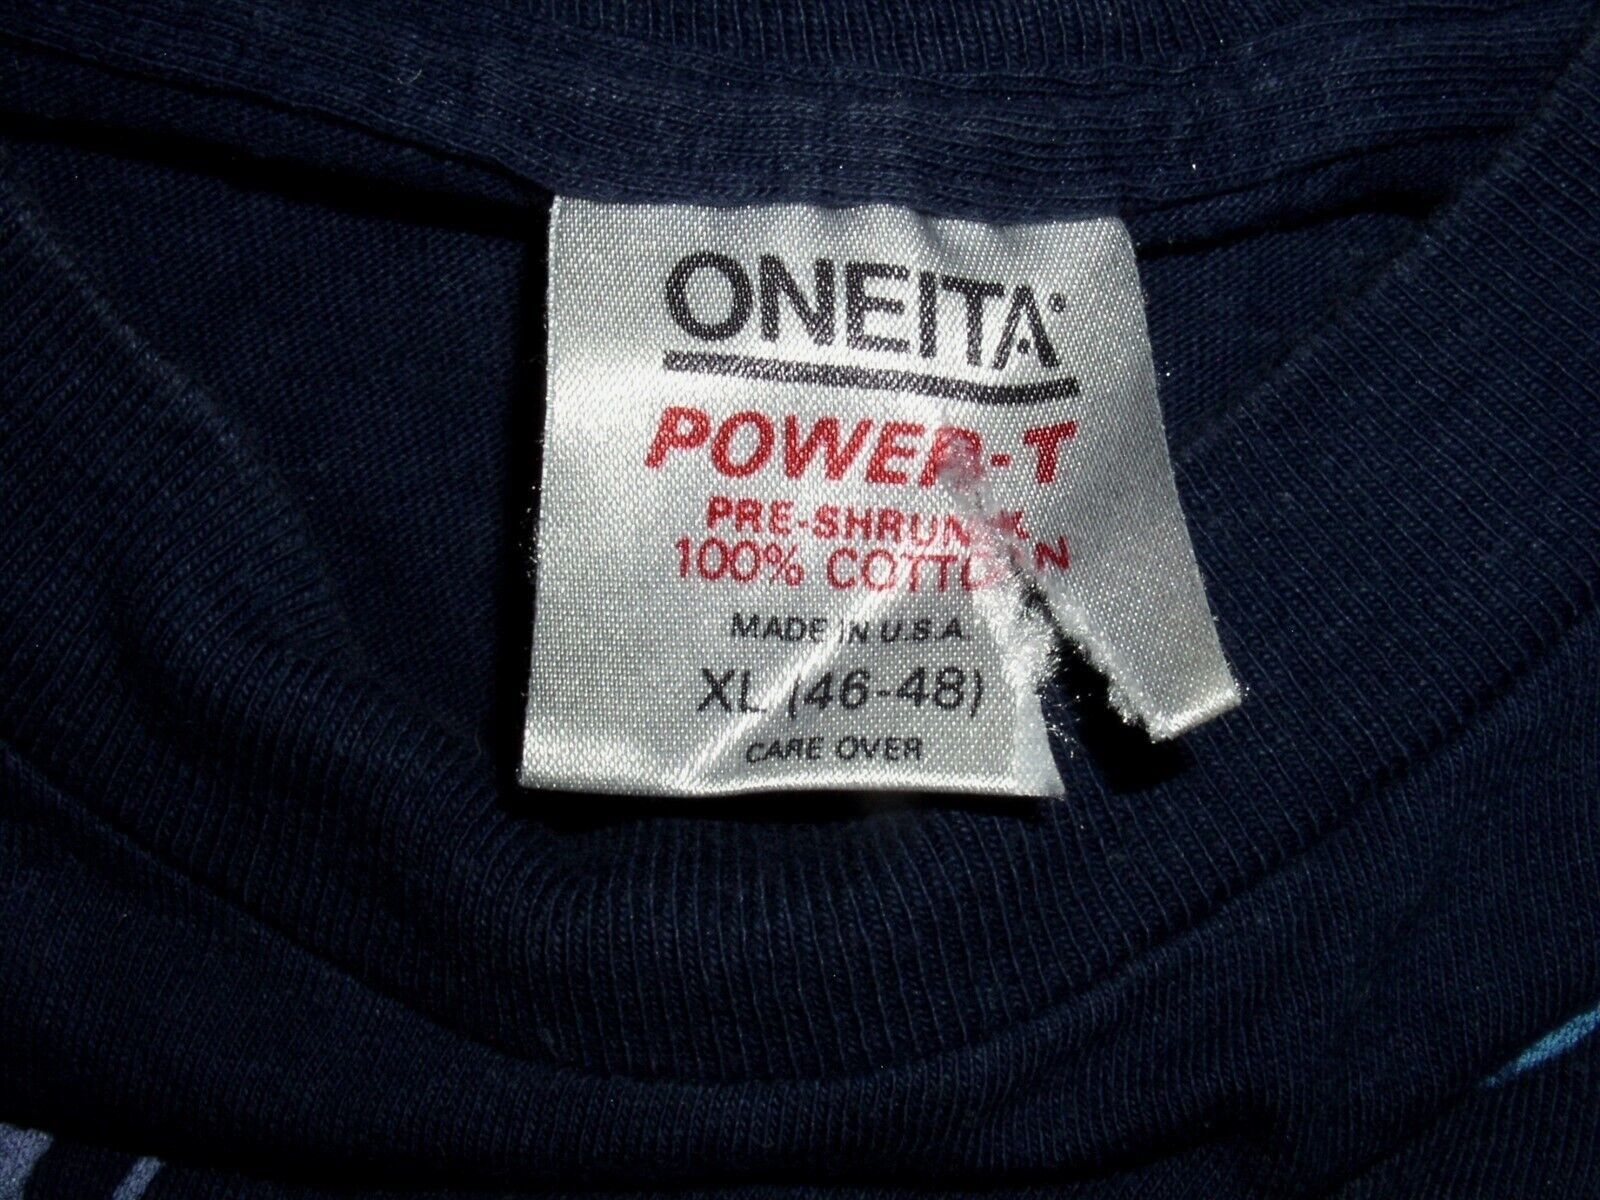 ONEITA®
POWER-T
PRE-SHRUNK
100% COTTON
MADE IN U.S.A.
XL (46-48)
CARE OVER